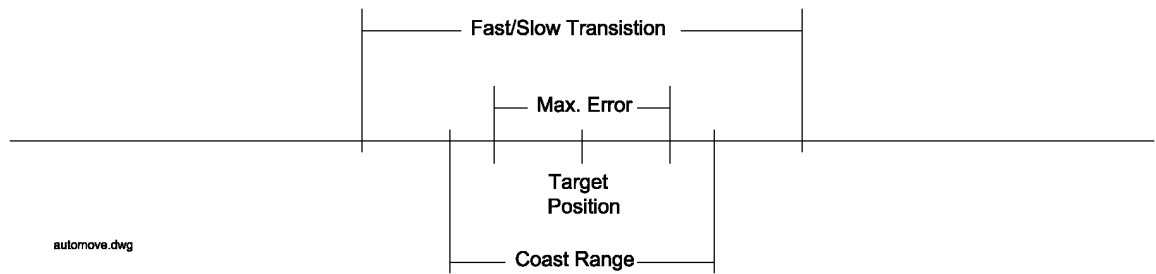 Fast/Slow Transistion
Max. Error
Target
Position
automove.dwg
Coast Range